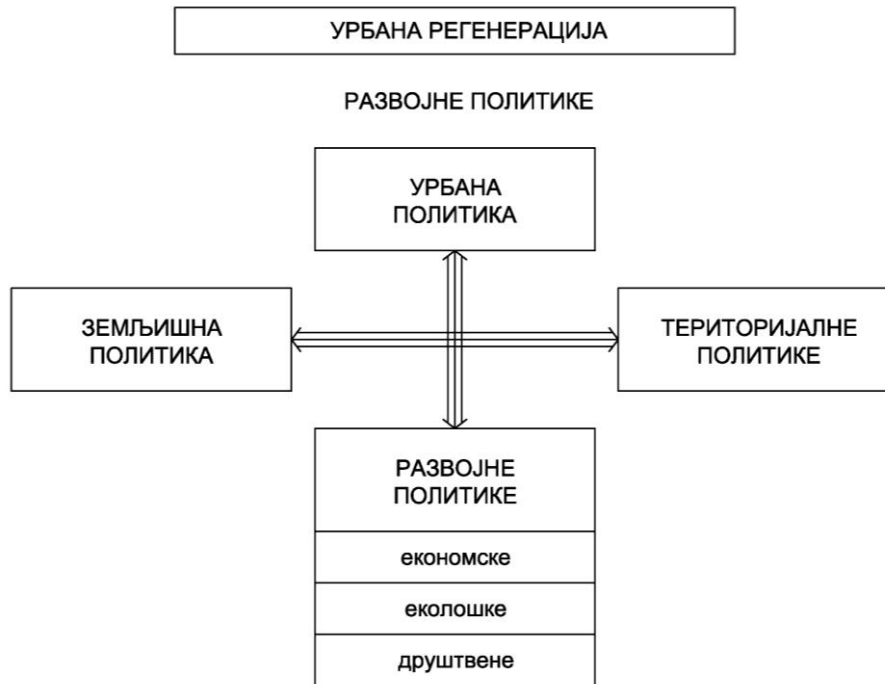 УРБАНА РЕГЕНЕРАЦИЈА
РАЗВОЈНЕ ПОЛИТИКЕ
УРБАНА
ПОЛИТИКА
ЗЕМЉИШНА
ПОЛИТИКА
ТЕРИТОРИЈАЛНЕ
ПОЛИТИКЕ
РАЗВОЈНЕ
ПОЛИТИКЕ
економске
еколошке
друштвене